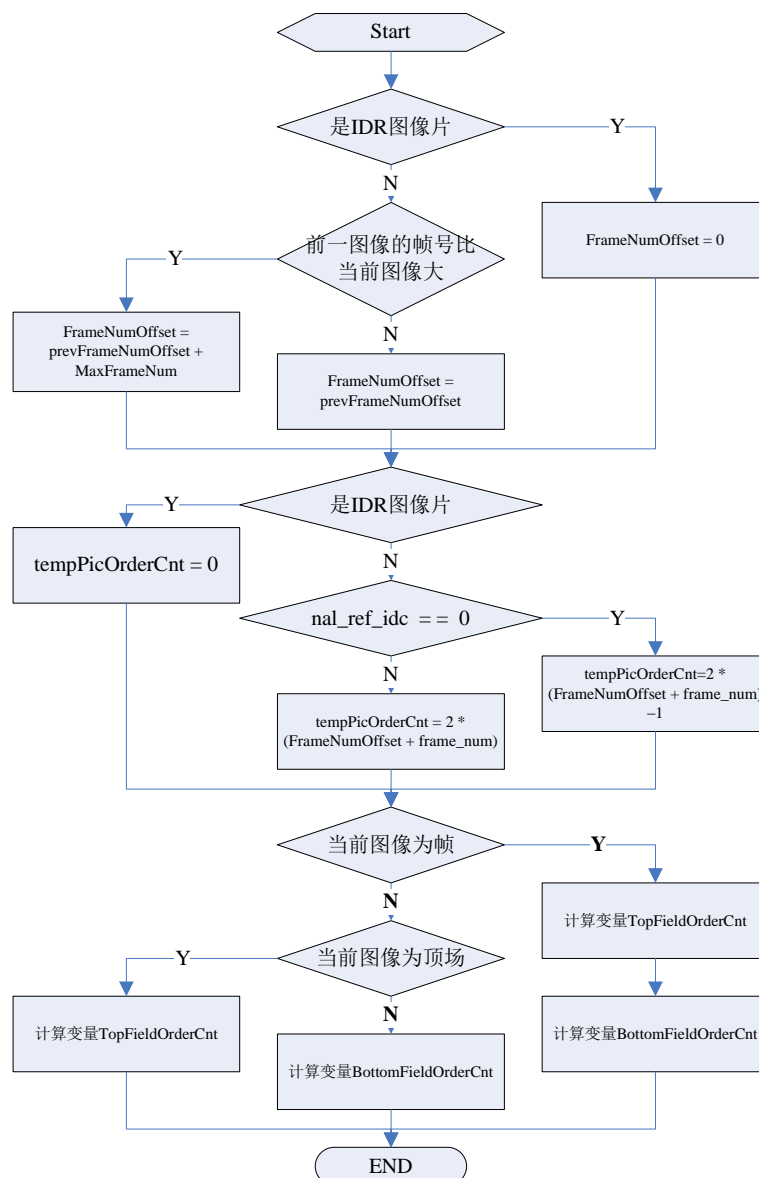 Start
是IDR图像片
Y
N
前一图像的帧号比
当前图像大
Y
FrameNumOffset = 0
N
FrameNumOffset =
prevFrameNumOffset +
MaxFrameNum
FrameNumOffset =
prevFrameNumOffset
是IDR图像片
Y
N
tempPicOrderCnt = 0
nal_ref_idc = = 0
Y
N
tempPicOrderCnt=2 *
(FrameNumOffset + frame_num)
–1
tempPicOrderCnt = 2 *
(FrameNumOffset + frame_num)
当前图像为帧
Y
N
计算变量TopFieldOrderCnt
当前图像为顶场
Y
N
计算变量TopFieldOrderCnt
计算变量BottomFieldOrderCnt
计算变量BottomFieldOrderCnt
END